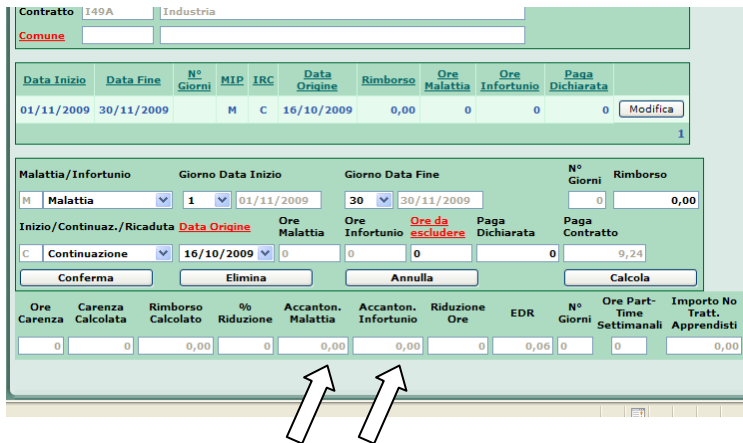 Contratto I49A Industria
Comune
Data Inizio Data Fine N° Giorni MIP IRC Data Origine Rimborso Ore Malattia Ore Infortunio Paga Dichiarata
01/11/2009 30/11/2009 M C 16/10/2009 0,00 0 0 0 Modifica
1
Malattia/Infortunio Giorno Data Inizio Giorno Data Fine N° Giorni Rimborso
M Malattia 1 01/11/2009 30 30/11/2009 0 0,00
Inizio/Continuaz./Ricaduta Data Origine Ore Malattia Ore Infortunio Ore da escludere Paga Dichiarata Paga Contratto
C Continuazione 16/10/2009 0 0 0 0 9,24
Conferma Elimina Annulla Calcola
Ore Carenza Carenza Calcolata Rimborso Calcolato % Riduzione Accanton. Malattia Accanton. Infortunio Riduzione Ore EDR N° Giorni Ore Part-Time Settimanali Importo No Tratt. Apprendisti
0 0 0,00 0 0,00 0,00 0 0,06 0 0 0,00